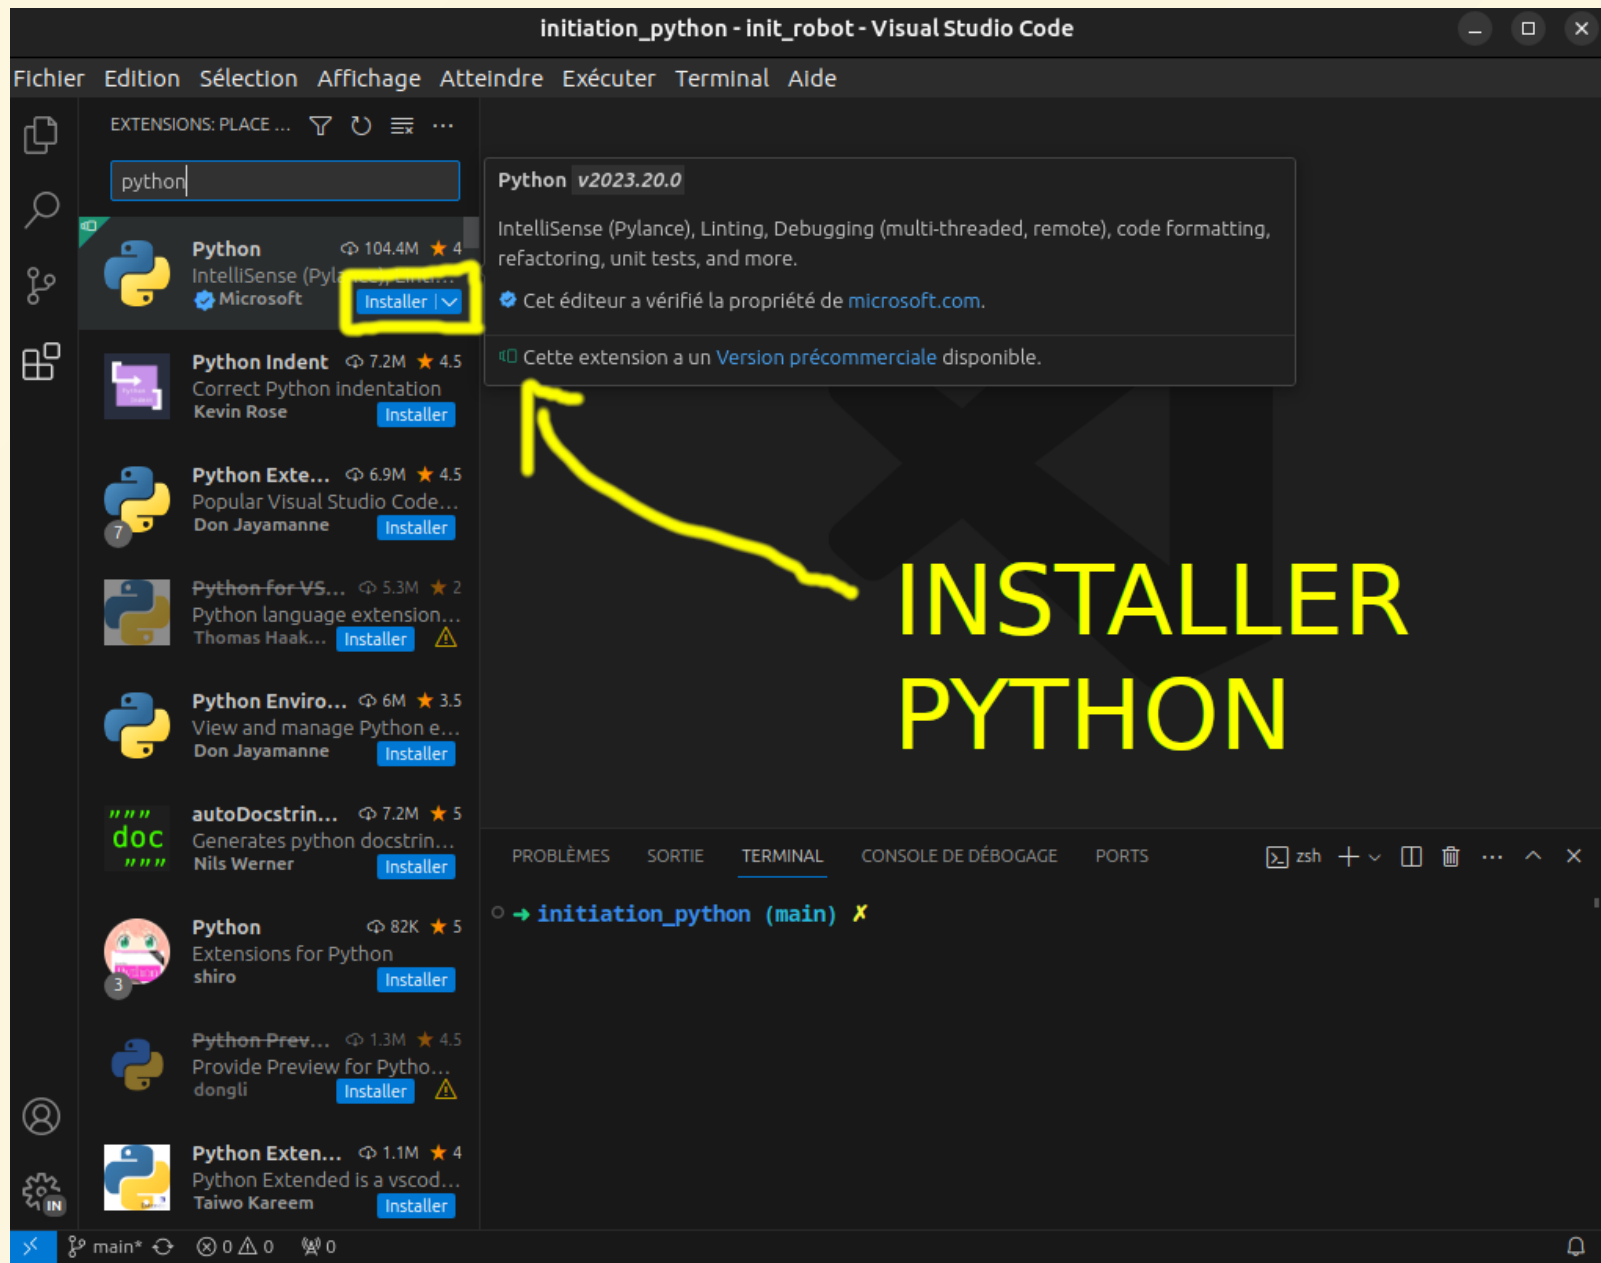 initiation_python - init_robot - Visual Studio Code
Fichier Edition Sélection Affichage Atteindre Exécuter Terminal Aide
EXTENSIONS: PLACE ...
python
Python 104.4M ★ 4
IntelliSense (Pylance), Linti...
Microsoft Installer
Python Indent 7.2M ★ 4.5
Correct Python indentation
Kevin Rose Installer
Python Exte... 6.9M ★ 4.5
Popular Visual Studio Code...
7 Don Jayamanne Installer
Python for VS... 5.3M ★ 2
Python language extension...
Thomas Haak... Installer
Python Enviro... 6M ★ 3.5
View and manage Python e...
Don Jayamanne Installer
""" autoDocstrin... 7.2M ★ 5
doc Generates python docstrin...
""" Nils Werner Installer
Python 82K ★ 5
Extensions for Python
3 shiro Installer
Python Prev... 1.3M ★ 4.5
Provide Preview for Pytho...
dongli Installer
Python Exten... 1.1M ★ 4
Python Extended is a vscod...
Taiwo Kareem Installer
IN
Python v2023.20.0
IntelliSense (Pylance), Linting, Debugging (multi-threaded, remote), code formatting,
refactoring, unit tests, and more.
Cet éditeur a vérifié la propriété de microsoft.com.
Cette extension a un Version précommerciale disponible.
INSTALLER
PYTHON
PROBLÈMES SORTIE TERMINAL CONSOLE DE DÉBOGAGE PORTS zsh
➜ initiation_python (main) ✗
main* 0 0 0